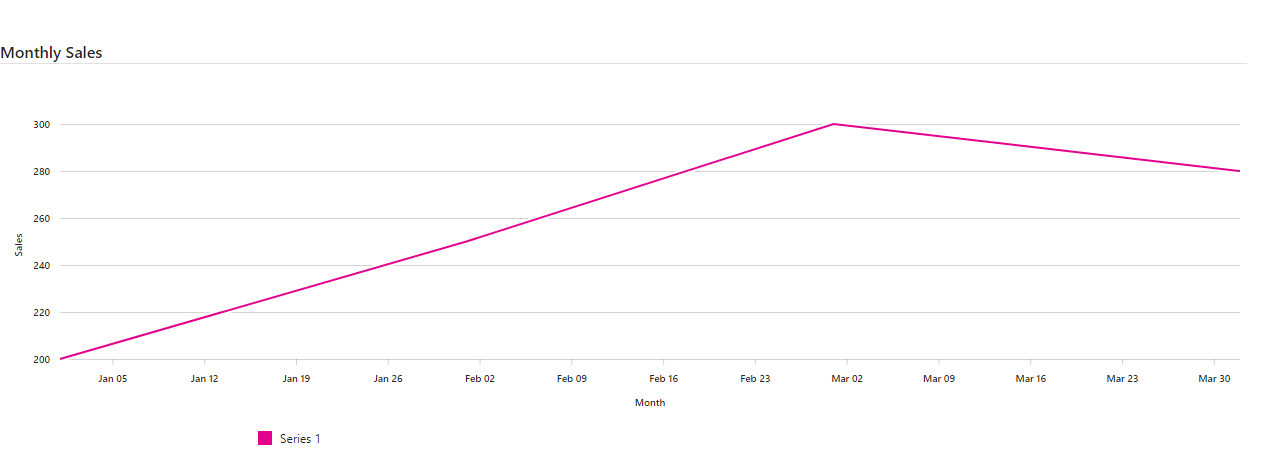 Monthly Sales
300
280
260
240
220
200
Sales
Jan 05 Jan 12 Jan 19 Jan 26 Feb 02 Feb 09 Feb 16 Feb 23 Mar 02 Mar 09 Mar 16 Mar 23 Mar 30
Month
Series 1